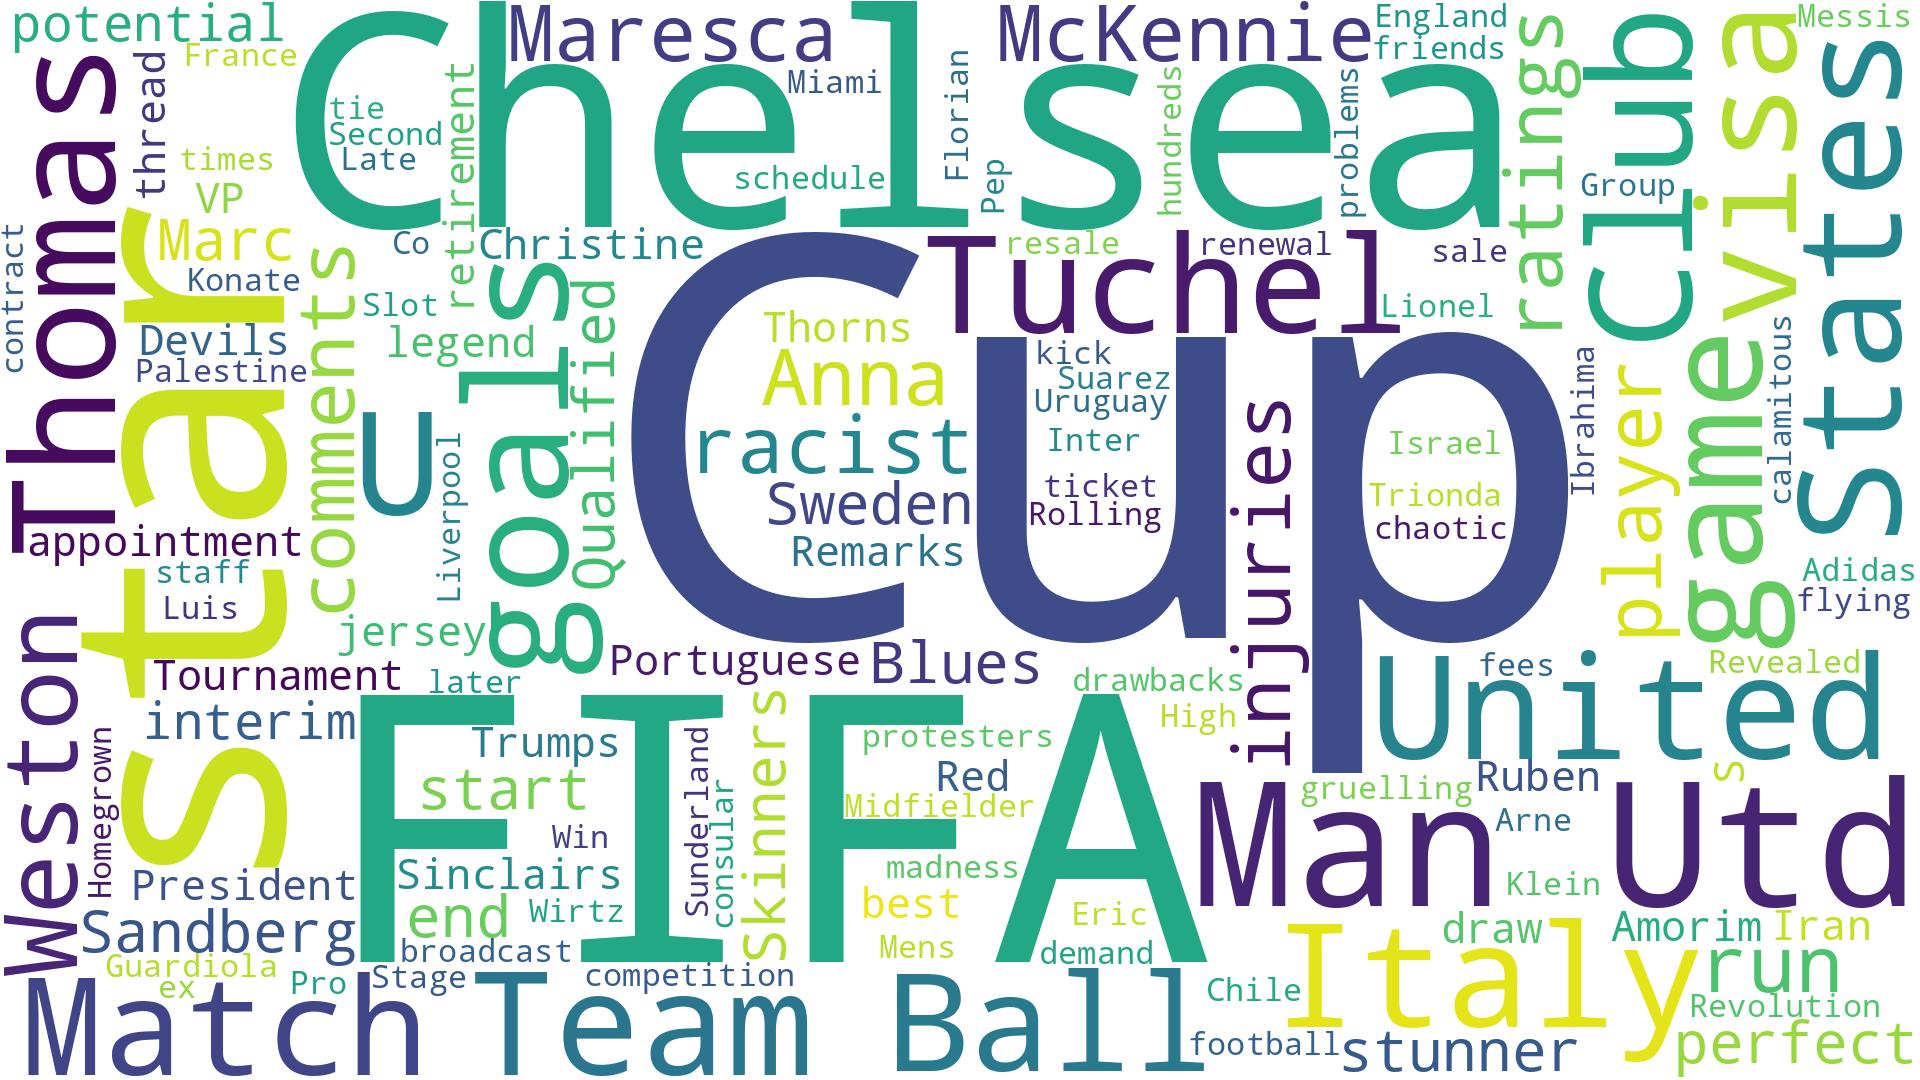 potential
Maresca
McKennie
England
Messis
friends
France
Chelsea
Thomas
thread
Club
visa
ratings
States
Miami
tie
Second
Late
times
VP
retirement
schedule
Florian
Pep
hundreds
problems
Group
Marc
Co
Christine
Tuchel
resale
renewal
sale
contract
Konate
Slot
Lionel
Devils
legend
Thorns
kick
Palestine
Anna
Suarez
Uruguay
star
comments
U
goals
Qualified
Cup
racist
Inter
Israel
Ibrahima
player
game
calamitous
Sweden
ticket
Trionda
Rolling
chaotic
appointment
Liverpool
Remarks
injuries
staff
Adidas
Luis
flying
jersey
Weston
Portuguese
Blues
United
fees
Revealed
Tournament
later
drawbacks
interim
High
FIFA
Trumps
protesters
Skinners
Sunderland
Homegrown
start
Red
Ruben
s
consular
Midfielder
gruelling
Man Utd
Win
Arne
President
Sinclairs
madness
Klein
Sandberg
end
Wirtz
best
Eric
draw
Amorim
Iran
broadcast
Mens
demand
Italy
Guardiola
run
ex
Pro
Stage
competition
Match
Team
Ball
Chile
Revolution
football
stunner
perfect